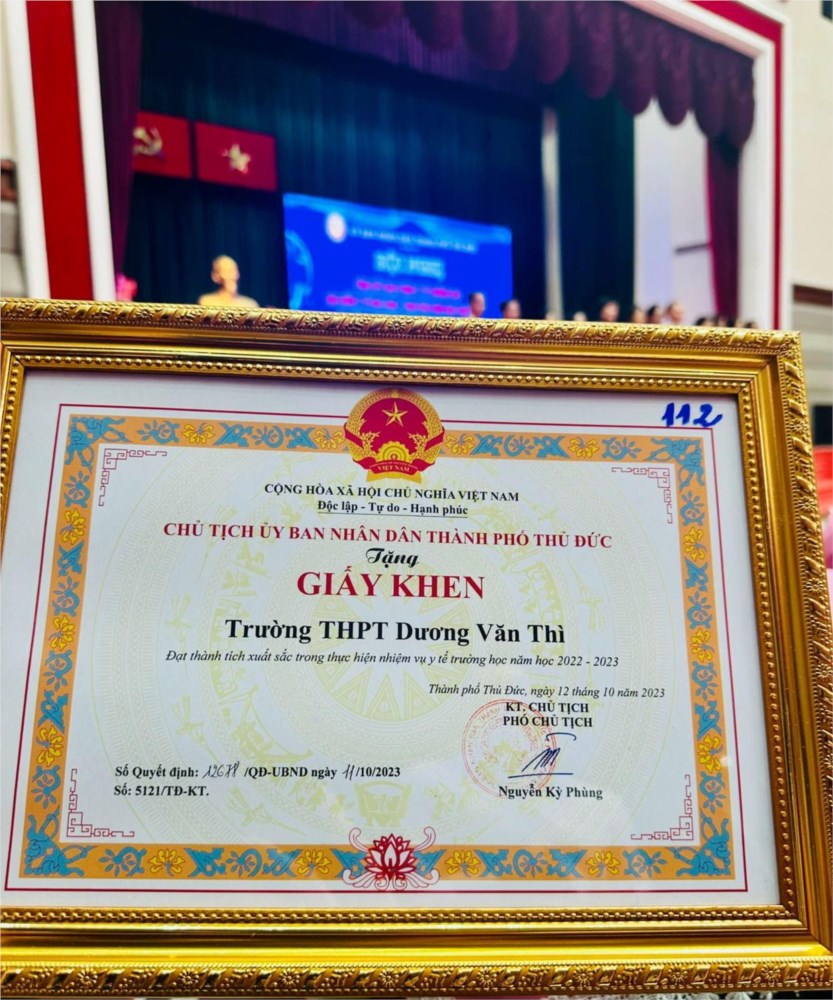 HỘI NGHỊ
112
VIỆT NAM
CỘNG HÒA XÃ HỘI CHỦ NGHĨA VIỆT NAM
Độc lập - Tự do - Hạnh phúc
CHỦ TỊCH ỦY BAN NHÂN DÂN THÀNH PHỐ THỦ ĐỨC
Tặng
GIẤY KHEN
Trường THPT Dương Văn Thì
Đạt thành tích xuất sắc trong thực hiện nhiệm vụ y tế trường học năm học 2022 - 2023
Thành phố Thủ Đức, ngày 12 tháng 10 năm 2023
KT. CHỦ TỊCH
PHÓ CHỦ TỊCH
Số Quyết định: 12678 /QĐ-UBND ngày 11/10/2023
Số: 5121/TĐ-KT.
Nguyễn Kỳ Phùng